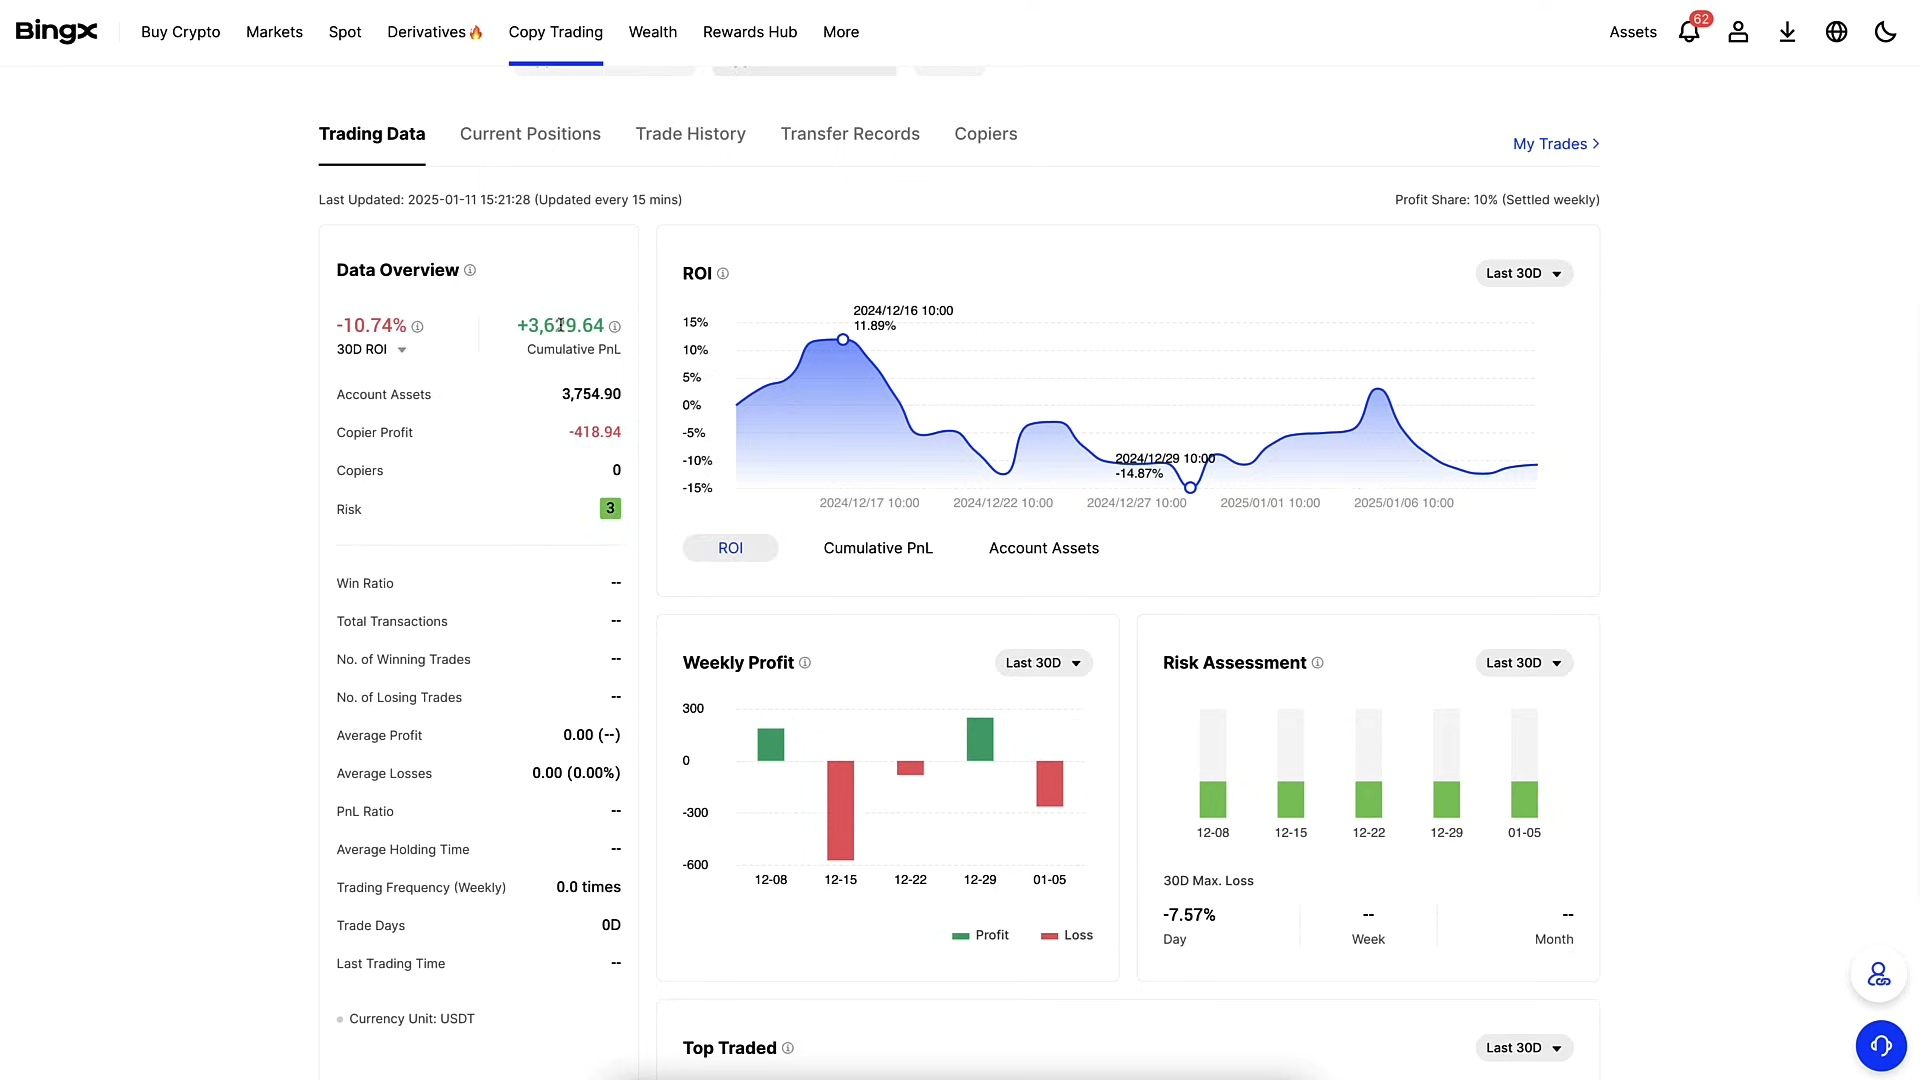 BingX
Buy Crypto
Markets
Spot
Derivatives
Copy Trading
Wealth
Rewards Hub
More
Assets
62
Trading Data
Current Positions
Trade History
Transfer Records
Copiers
My Trades >
Last Updated: 2025-01-11 15:21:28 (Updated every 15 mins)
Profit Share: 10% (Settled weekly)
Data Overview
-10.74%
30D ROI
+3,629.64
Cumulative PnL
Account Assets 3,754.90
Copier Profit -418.94
Copiers 0
Risk 3
Win Ratio --
Total Transactions --
No. of Winning Trades --
No. of Losing Trades --
Average Profit 0.00 (--)
Average Losses 0.00 (0.00%)
PnL Ratio --
Average Holding Time --
Trading Frequency (Weekly) 0.0 times
Trade Days 0D
Last Trading Time --
Currency Unit: USDT
ROI
Last 30D
2024/12/16 10:00
11.89%
15%
10%
5%
0%
-5%
-10%
-15%
2024/12/29 10:00
-14.87%
2024/12/17 10:00
2024/12/22 10:00
2024/12/27 10:00
2025/01/01 10:00
2025/01/06 10:00
ROI
Cumulative PnL
Account Assets
Weekly Profit
Last 30D
300
0
-300
-600
12-08
12-15
12-22
12-29
01-05
Profit
Loss
Risk Assessment
Last 30D
12-08
12-15
12-22
12-29
01-05
30D Max. Loss
-7.57%
Day
--
Week
--
Month
Top Traded
Last 30D